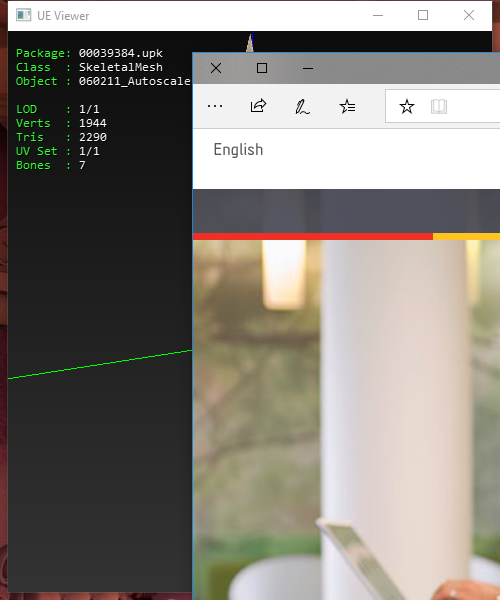 UE Viewer
Package: 00039384.upk
Class : SkeletalMesh
Object : 060211_Autoscale
LOD : 1/1
Verts : 1944
Tris : 2290
UV Set : 1/1
Bones : 7
English